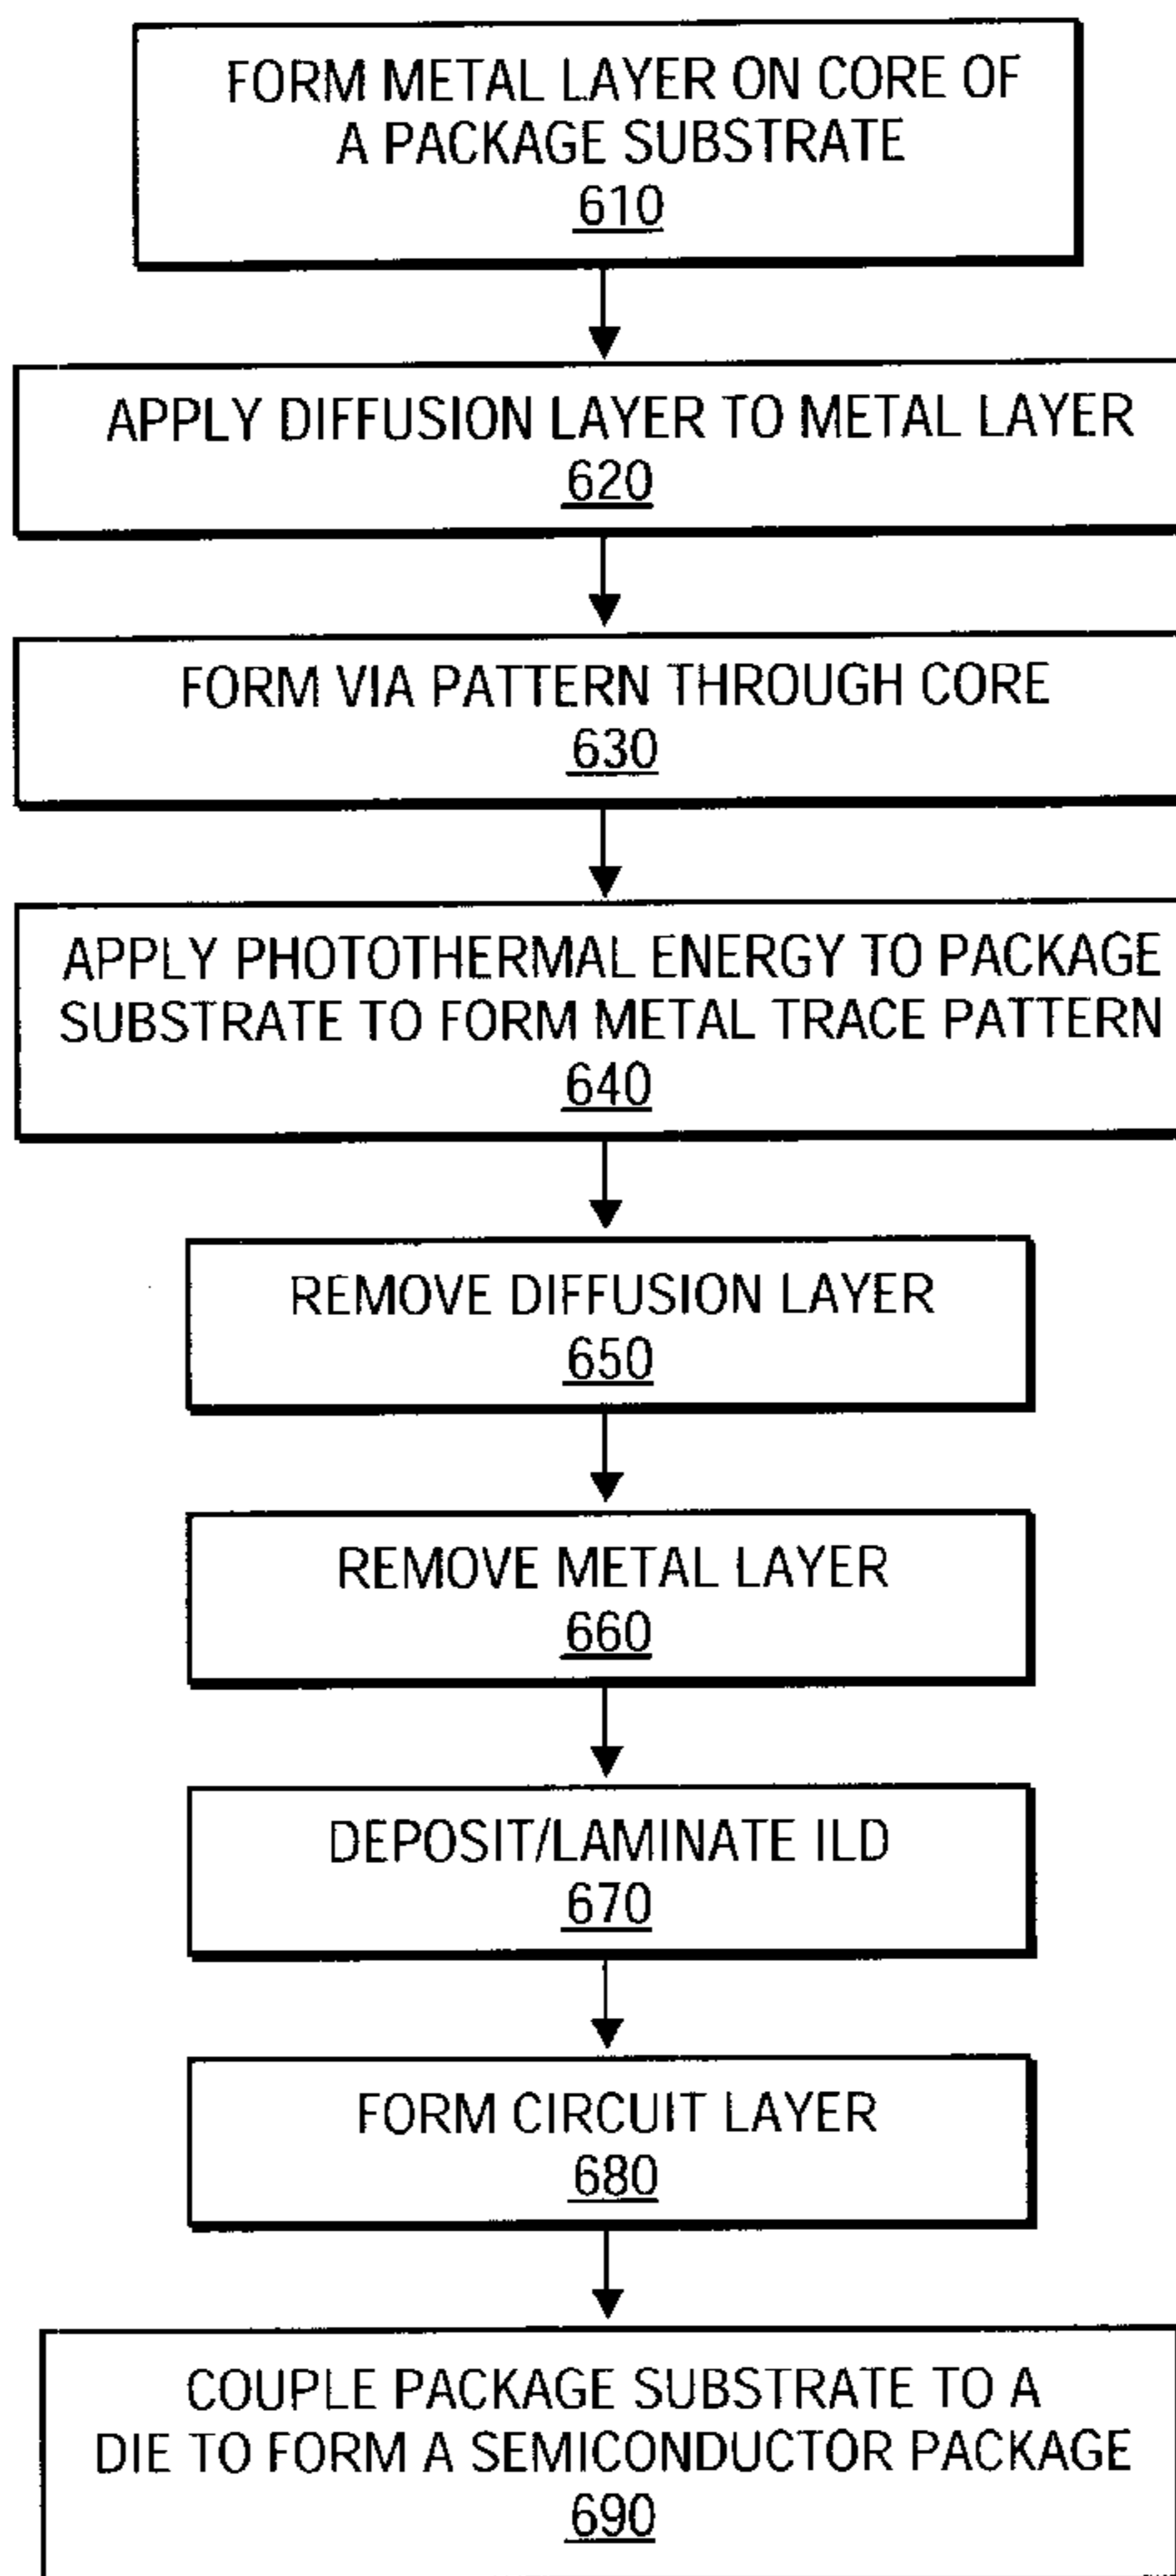 FORM METAL LAYER ON CORE OF
A PACKAGE SUBSTRATE
610
APPLY DIFFUSION LAYER TO METAL LAYER
620
FORM VIA PATTERN THROUGH CORE
630
APPLY PHOTOTHERMAL ENERGY TO PACKAGE
SUBSTRATE TO FORM METAL TRACE PATTERN
640
REMOVE DIFFUSION LAYER
650
REMOVE METAL LAYER
660
DEPOSIT/LAMINATE ILD
670
FORM CIRCUIT LAYER
680
COUPLE PACKAGE SUBSTRATE TO A
DIE TO FORM A SEMICONDUCTOR PACKAGE
690